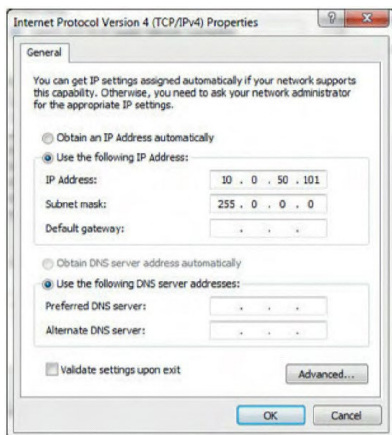 Internet Protocol Version 4 (TCP/IPv4) Properties
General
You can get IP settings assigned automatically if your network supports
this capability. Otherwise, you need to ask your network administrator
for the appropriate IP settings.
Obtain an IP Address automatically
Use the following IP Address:
IP Address: 10 . 0 . 50 . 101
Subnet mask: 255 . 0 . 0 . 0
Default gateway: . . .
Obtain DNS server address automatically
Use the following DNS server addresses:
Preferred DNS server: . . .
Alternate DNS server: . . .
Validate settings upon exit
Advanced...
OK Cancel